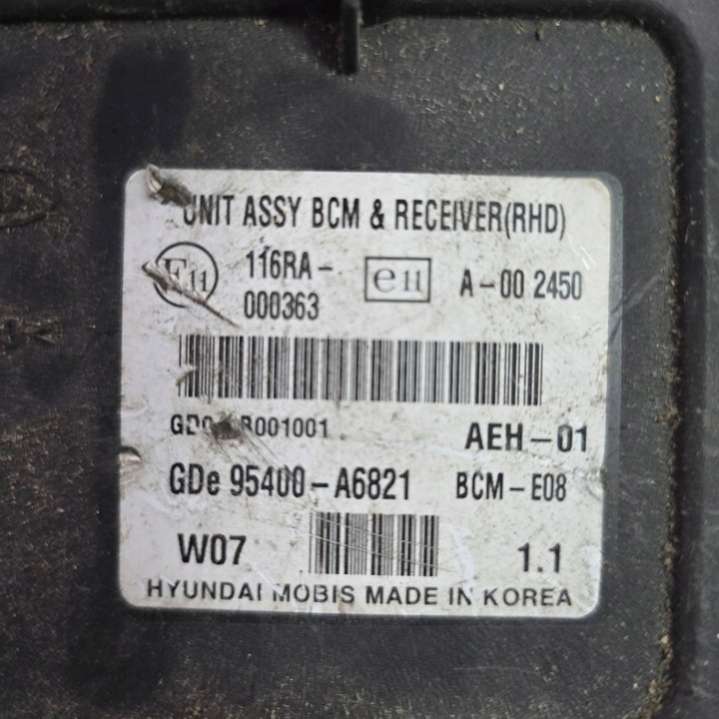 UNIT ASSY BCM & RECEIVER(RHD)
E11 116RA-000363 e11 A-00 2450
B001001 AEH-01
GDe 95400-A6821 BCM-E08
W07 1.1
HYUNDAI MOBIS MADE IN KOREA